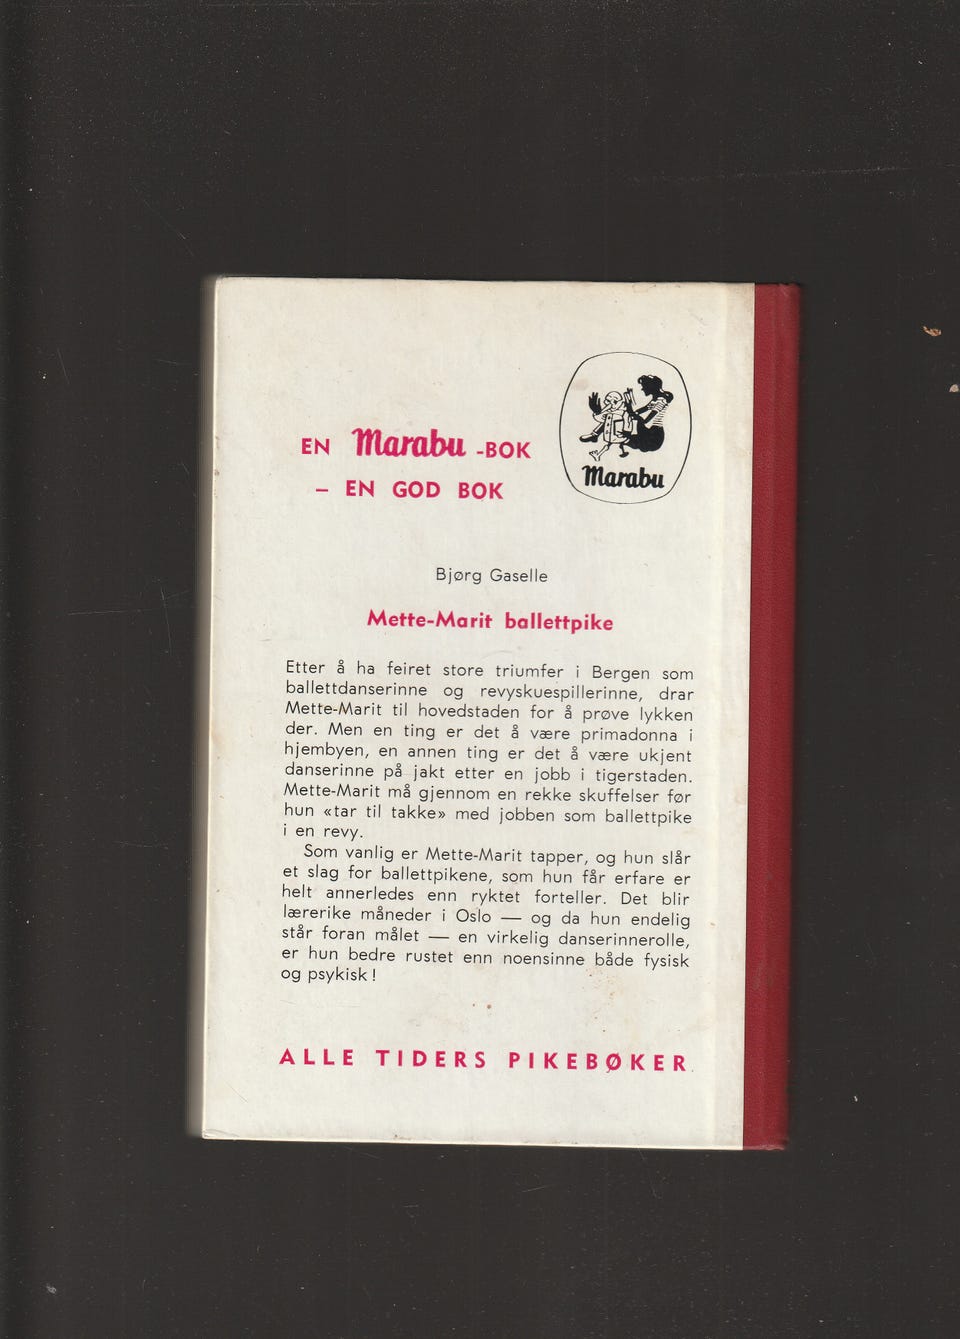 EN Marabu -BOK
– EN GOD BOK
Marabu
Bjørg Gaselle
Mette-Marit ballettpike
Etter å ha feiret store triumfer i Bergen som
ballettdanserinne og revyskuespillerinne, drar
Mette-Marit til hovedstaden for å prøve lykken
der. Men en ting er det å være primadonna i
hjembyen, en annen ting er det å være ukjent
danserinne på jakt etter en jobb i tigerstaden.
Mette-Marit må gjennom en rekke skuffelser før
hun «tar til takke» med jobben som ballettpike
i en revy.
Som vanlig er Mette-Marit tapper, og hun slår
et slag for ballettpikene, som hun får erfare er
helt annerledes enn ryktet forteller. Det blir
lærerike måneder i Oslo — og da hun endelig
står foran målet — en virkelig danserinnerolle,
er hun bedre rustet enn noensinne både fysisk
og psykisk!
ALLE TIDERS PIKEBØKER